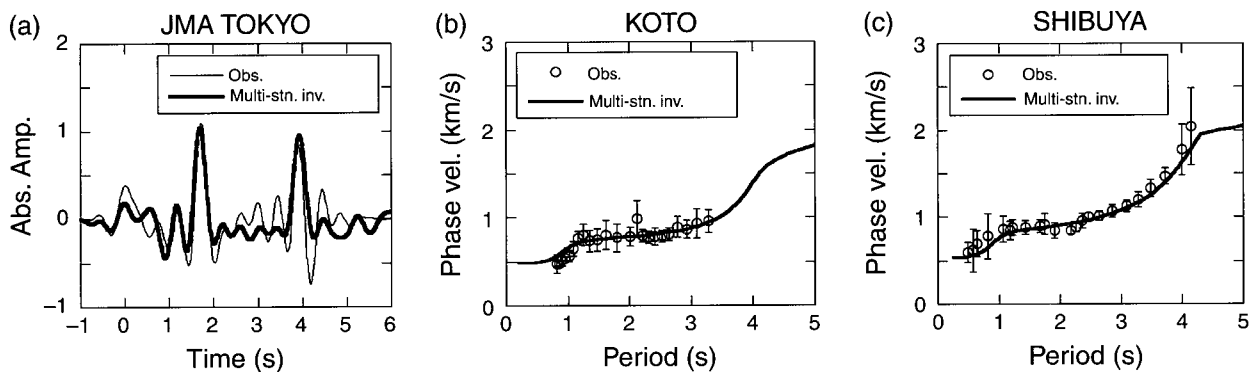 (a) JMA TOKYO
2
1
0
−1
Abs. Amp.
Obs.
Multi-stn. inv.
−1 0 1 2 3 4 5 6
Time (s)
(b) KOTO
3
2
1
0
Phase vel. (km/s)
Obs.
Multi-stn. inv.
0 1 2 3 4 5
Period (s)
(c) SHIBUYA
3
2
1
0
Phase vel. (km/s)
Obs.
Multi-stn. inv.
0 1 2 3 4 5
Period (s)